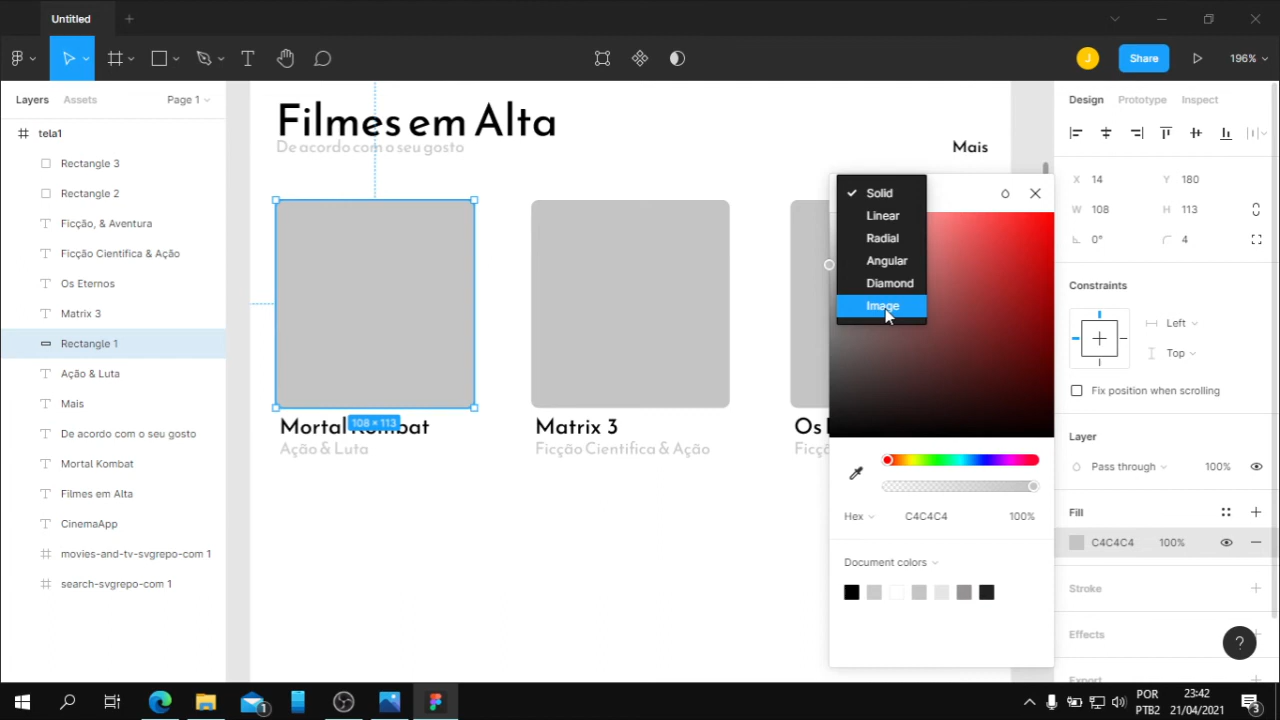 Untitled
Share
196%
Layers
Assets
Page 1
tela1
Rectangle 3
Rectangle 2
Ficção, & Aventura
Ficção Cientifica & Ação
Os Eternos
Matrix 3
Rectangle 1
Ação & Luta
Mais
De acordo com o seu gosto
Mortal Kombat
Filmes em Alta
CinemaApp
movies-and-tv-svgrepo-com 1
search-svgrepo-com 1
Filmes em Alta
De acordo com o seu gosto
Mais
Mortal Kombat
108 × 113
Ação & Luta
Matrix 3
Ficção Cientifica & Ação
Os
Ficç
Solid
Linear
Radial
Angular
Diamond
Image
Hex
C4C4C4
100%
Document colors
Design
Prototype
Inspect
X 14
Y 180
W 108
H 113
0°
4
Constraints
Left
Top
Fix position when scrolling
Layer
Pass through
100%
Fill
C4C4C4
100%
Stroke
Effects
Export
?
1
POR
PTB2
23:42
21/04/2021
3
J